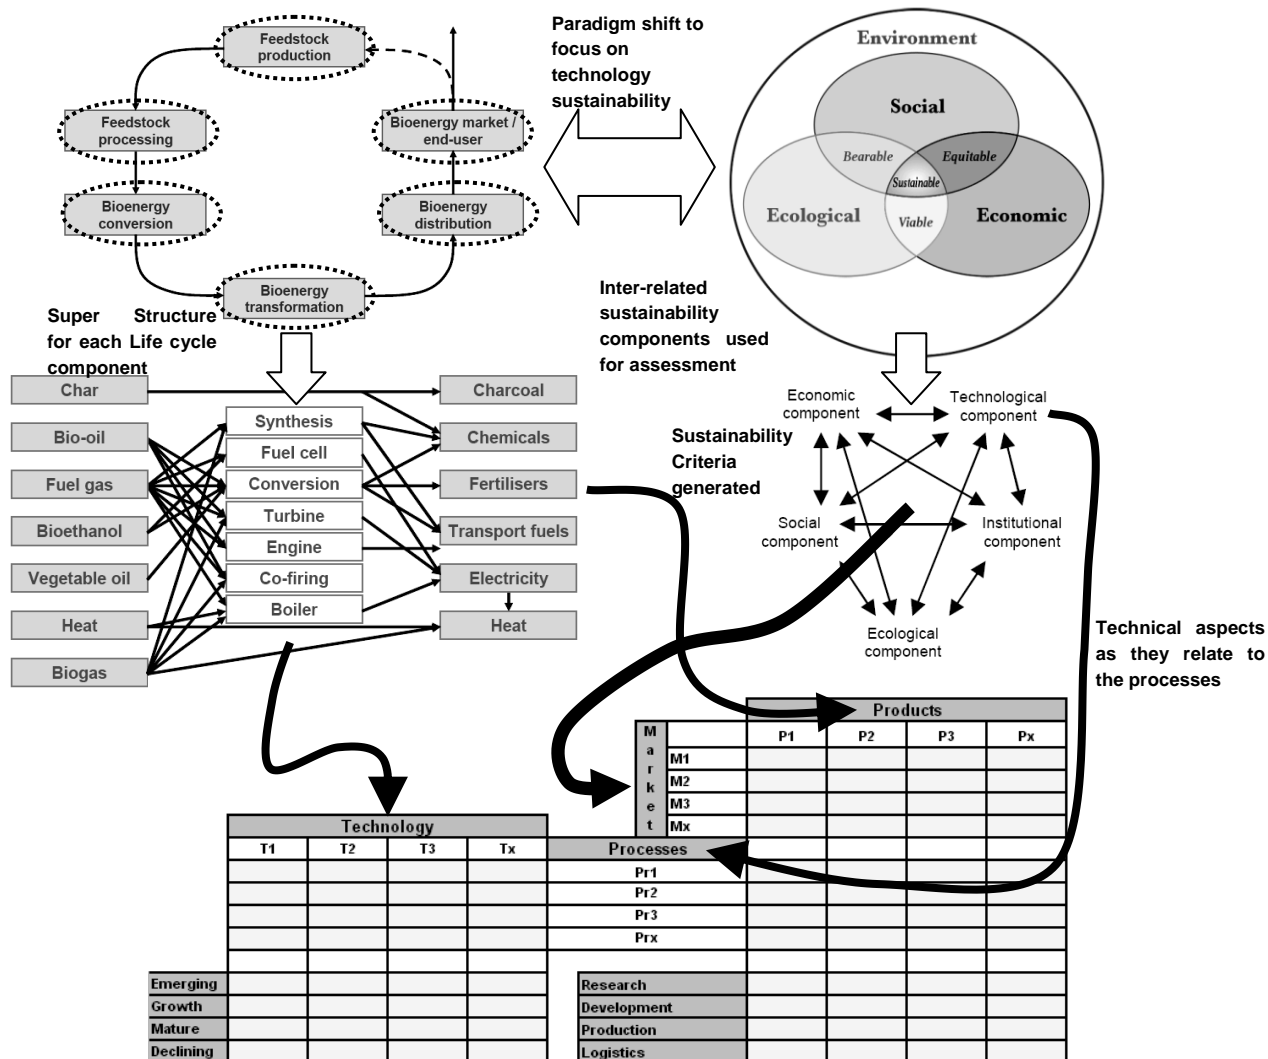 Feedstock
production
Feedstock
processing
Bioenergy market /
end-user
Bioenergy
conversion
Bioenergy
distribution
Bioenergy
transformation
Paradigm shift to
focus on
technology
sustainability
Environment
Social
Bearable
Equitable
Sustainable
Ecological
Economic
Viable
Super Structure
for each Life cycle
component
Inter-related
sustainability
components used
for assessment
Char
Bio-oil
Fuel gas
Bioethanol
Vegetable oil
Heat
Biogas
Synthesis
Fuel cell
Conversion
Turbine
Engine
Co-firing
Boiler
Charcoal
Chemicals
Fertilisers
Transport fuels
Electricity
Heat
Sustainability
Criteria
generated
Economic
component
Technological
component
Social
component
Institutional
component
Ecological
component
Technical aspects
as they relate to
the processes
Products
P1 P2 P3 Px
Market
M1
M2
M3
Mx
Technology
T1 T2 T3 Tx
Processes
Pr1
Pr2
Pr3
Prx
Emerging
Growth
Mature
Declining
Research
Development
Production
Logistics